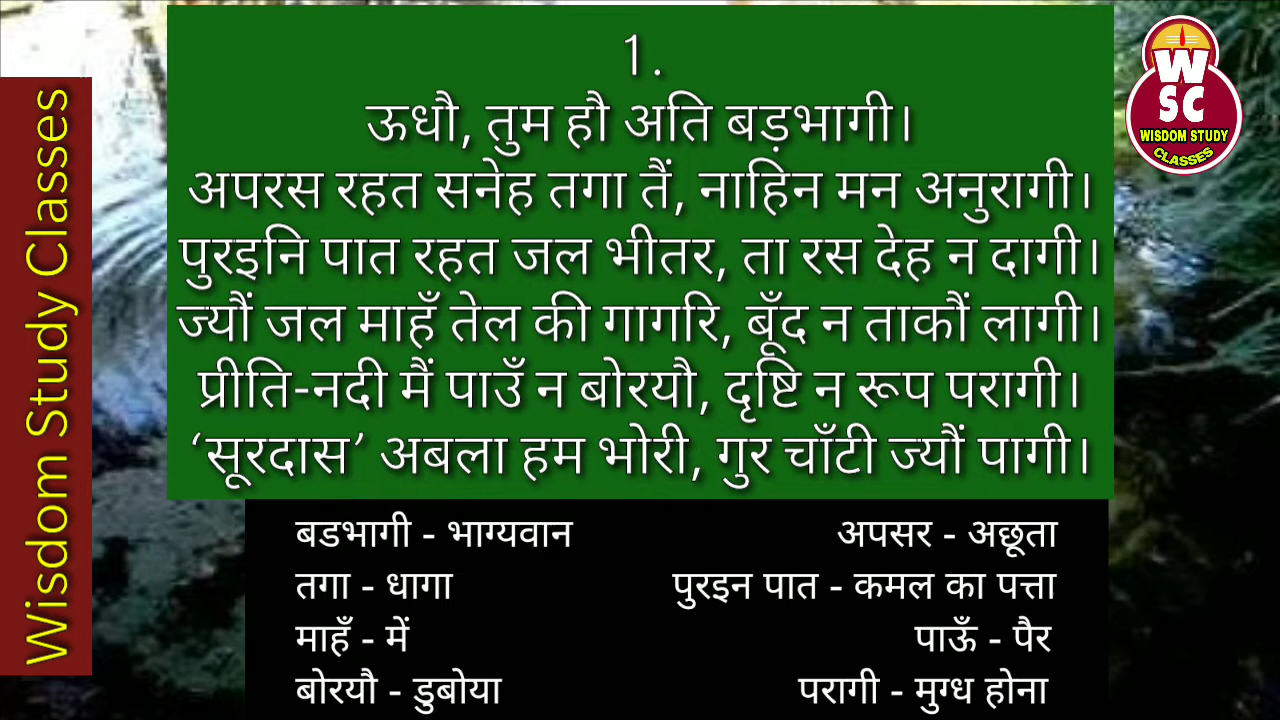 Wisdom Study Classes
1.
ऊधौ, तुम हौ अति बड़भागी।
अपरस रहत सनेह तगा तैं, नाहिन मन अनुरागी।
पुरइनि पात रहत जल भीतर, ता रस देह न दागी।
ज्यौं जल माहँ तेल की गागरि, बूँद न ताकौं लागी।
प्रीति-नदी मैं पाउँ न बोरयौ, दृष्टि न रूप परागी।
‘सूरदास’ अबला हम भोरी, गुर चाँटी ज्यौं पागी।
बडभागी - भाग्यवान
अपसर - अछूता
तगा - धागा
पुरइन पात - कमल का पत्ता
माहँ - में
पाऊँ - पैर
बोरयौ - डुबोया
परागी - मुग्ध होना
W
SC
WISDOM STUDY
CLASSES